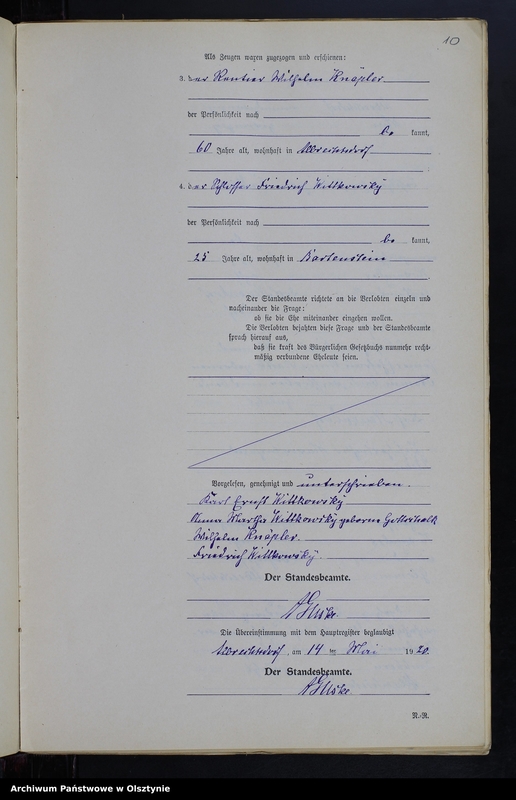 10
Als Zeugen waren zugezogen und erschienen:
3. der Rentier Wilhelm Knäpler
der Persönlichkeit nach
be kannt,
60 Jahre alt, wohnhaft in Albrechtsdorf
4. der Schlosser Friedrich Wittkowsky
der Persönlichkeit nach
be kannt,
25 Jahre alt, wohnhaft in Bartenstein
Der Standesbeamte richtete an die Verlobten einzeln und
nacheinander die Frage:
ob sie die Ehe miteinander eingehen wollen.
Die Verlobten bejahten diese Frage und der Standesbeamte
sprach hierauf aus,
daß sie kraft des Bürgerlichen Gesetzbuchs nunmehr recht-
mäßig verbundene Eheleute seien.
Vorgelesen, genehmigt und unterschrieben.
Karl Ernst Wittkowsky
Anna Martha Wittkowsky geborene
Wilhelm Knäpler.
Friedrich Wittkowsky.
Der Standesbeamte.
Die Übereinstimmung mit dem Hauptregister beglaubigt
Albrechtsdorf, am 14 ten Mai 1920.
Der Standesbeamte.
N.-R.
Archiwum Państwowe w Olsztynie